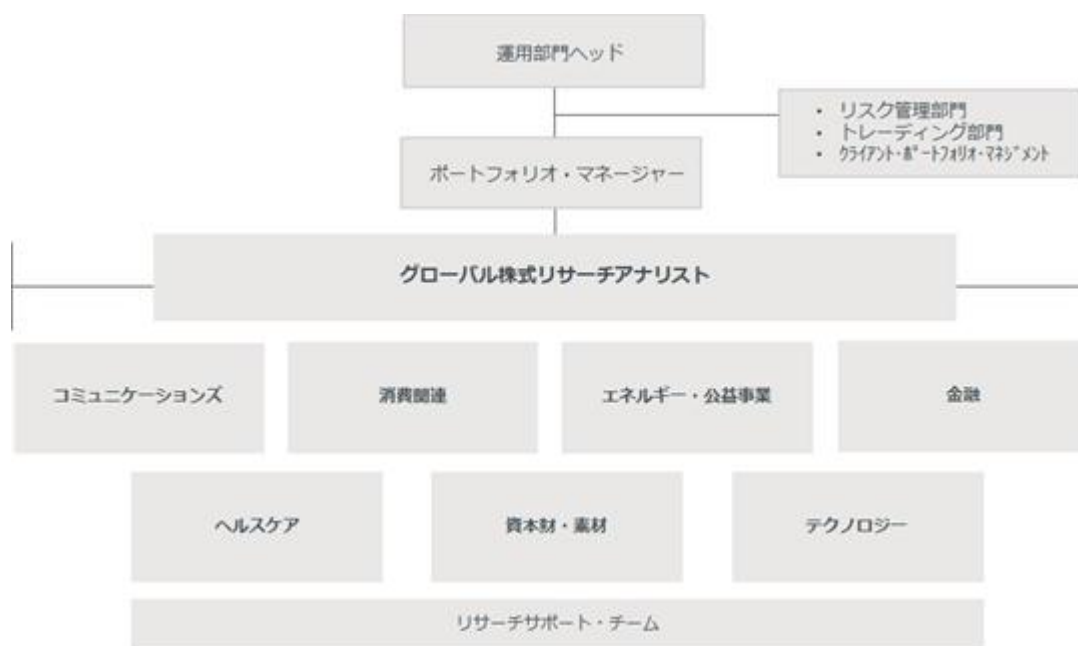 運用部門ヘッド
• リスク管理部門
• トレーディング部門
• クライアント・ポートフォリオ・マネジメント
ポートフォリオ・マネージャー
グローバル株式リサーチアナリスト
コミュニケーションズ
消費関連
エネルギー・公益事業
金融
ヘルスケア
資本財・素材
テクノロジー
リサーチサポート・チーム